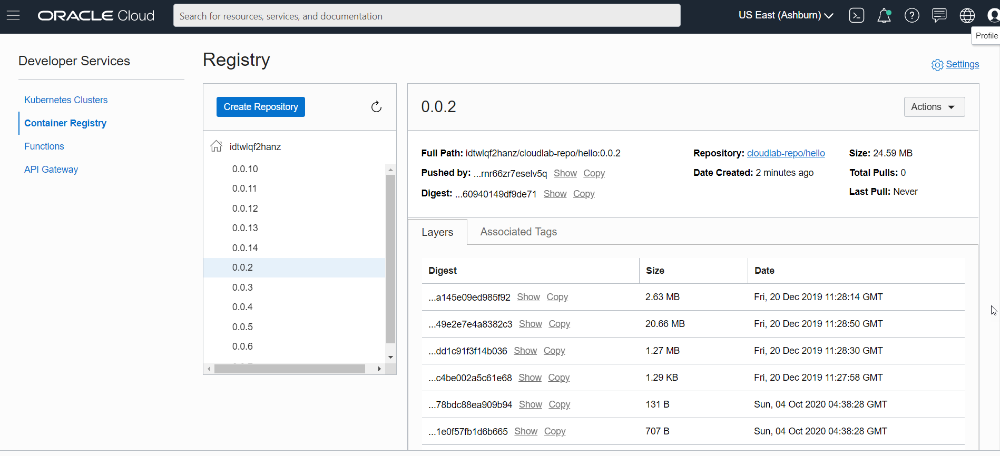 ORACLE Cloud
Search for resources, services, and documentation
US East (Ashburn)
Profile
Developer Services
Kubernetes Clusters
Container Registry
Functions
API Gateway
Registry
Settings
Create Repository
idtwlqf2hanz
0.0.10
0.0.11
0.0.12
0.0.13
0.0.14
0.0.2
0.0.3
0.0.4
0.0.5
0.0.6
0.0.2
Actions
Full Path: idtwlqf2hanz/cloudlab-repo/hello:0.0.2
Pushed by: ...rnr66zr7eselv5q Show Copy
Digest: ...60940149df9de71 Show Copy
Repository: cloudlab-repo/hello
Date Created: 2 minutes ago
Size: 24.59 MB
Total Pulls: 0
Last Pull: Never
Layers Associated Tags
Digest Size Date
...a145e09ed985f92 Show Copy 2.63 MB Fri, 20 Dec 2019 11:28:14 GMT
...49e2e7e4a8382c3 Show Copy 20.66 MB Fri, 20 Dec 2019 11:28:50 GMT
...dd1c91f3f14b036 Show Copy 1.27 MB Fri, 20 Dec 2019 11:28:30 GMT
...c4be002a5c61e68 Show Copy 1.29 KB Fri, 20 Dec 2019 11:27:58 GMT
...78bdc88ea909b94 Show Copy 131 B Sun, 04 Oct 2020 04:38:28 GMT
...1e0f57fb1d6b665 Show Copy 707 B Sun, 04 Oct 2020 04:38:28 GMT